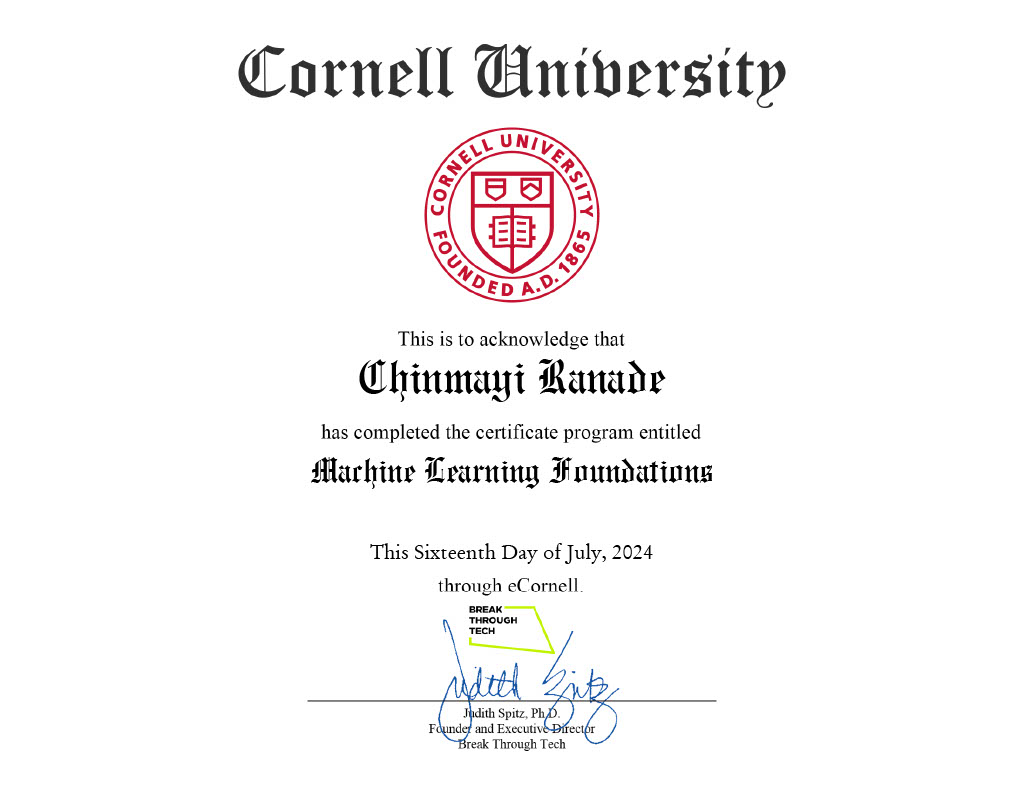 Cornell University
CORNELL UNIVERSITY
FOUNDED A.D. 1865
This is to acknowledge that
Chinmayi Ranade
has completed the certificate program entitled
Machine Learning Foundations
This Sixteenth Day of July, 2024
through eCornell.
BREAK
THROUGH
TECH
Judith Spitz
Judith Spitz, Ph.D.
Founder and Executive Director
Break Through Tech